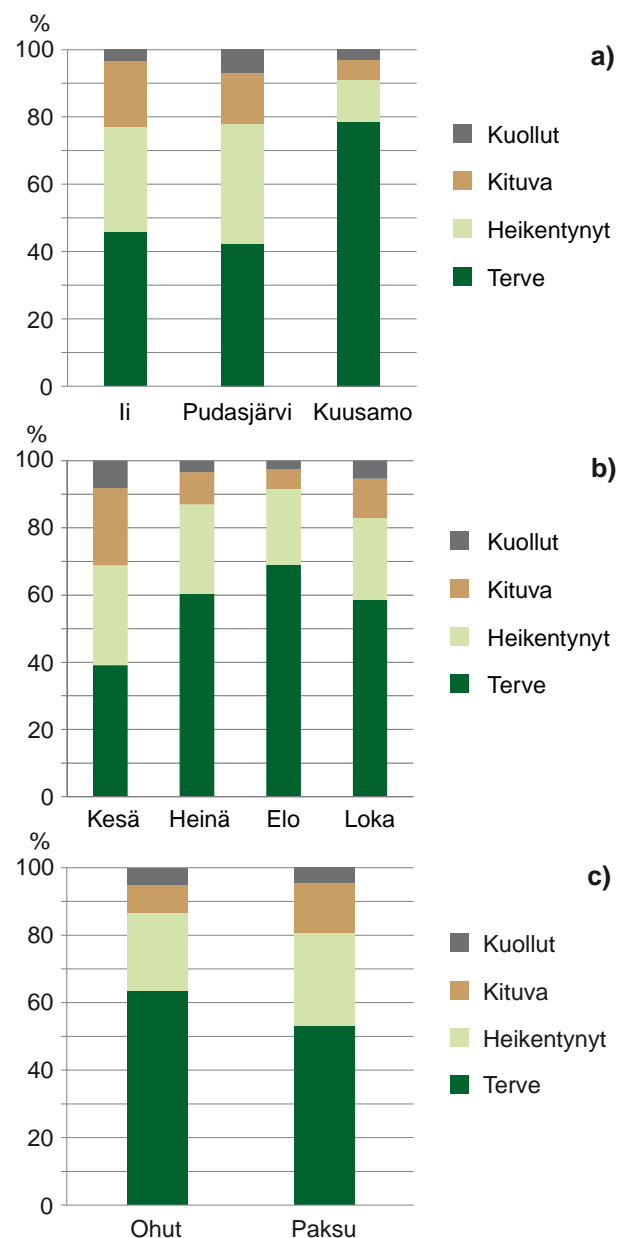 %
100
80
60
40
20
0
Ii Pudasjärvi Kuusamo
a)
Kuollut
Kituva
Heikentynyt
Terve
%
100
80
60
40
20
0
Kesä Heinä Elo Loka
b)
Kuollut
Kituva
Heikentynyt
Terve
%
100
80
60
40
20
0
Ohut Paksu
c)
Kuollut
Kituva
Heikentynyt
Terve